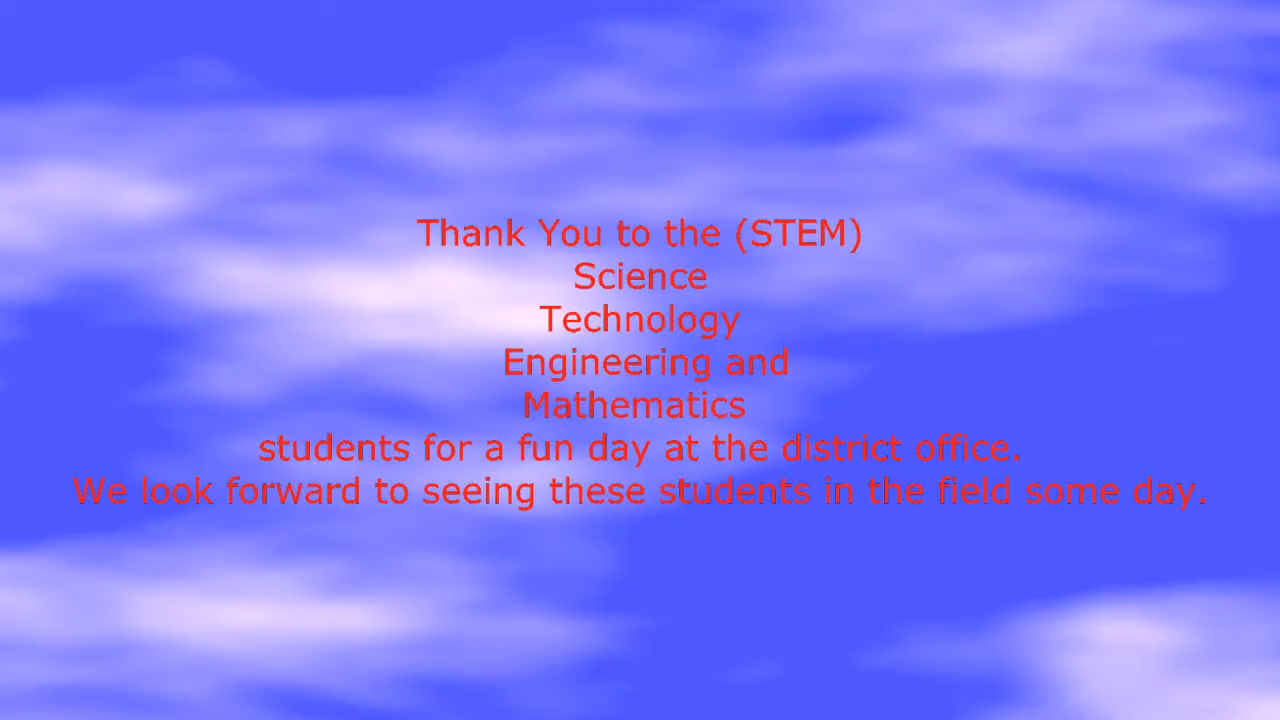 Thank You to the (STEM)
Science
Technology
Engineering and
Mathematics
students for a fun day at the district office.
We look forward to seeing these students in the field some day.